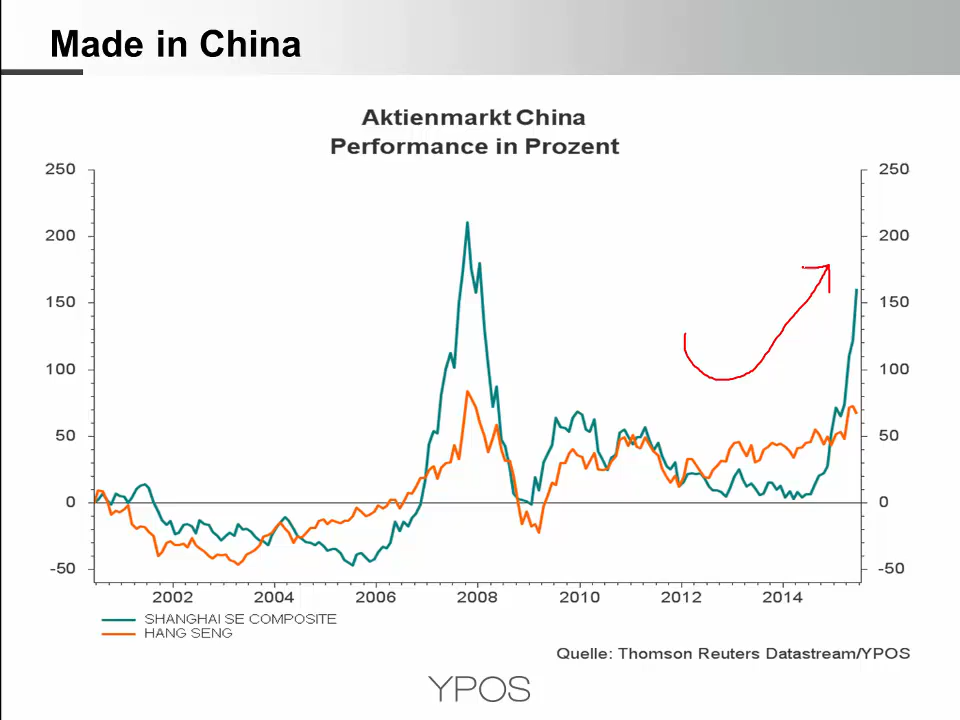 Made in China
Aktienmarkt China
Performance in Prozent
250 250
200 200
150 150
100 100
50 50
0 0
-50 -50
2002 2004 2006 2008 2010 2012 2014
SHANGHAI SE COMPOSITE
HANG SENG
Quelle: Thomson Reuters Datastream/YPOS
YPOS